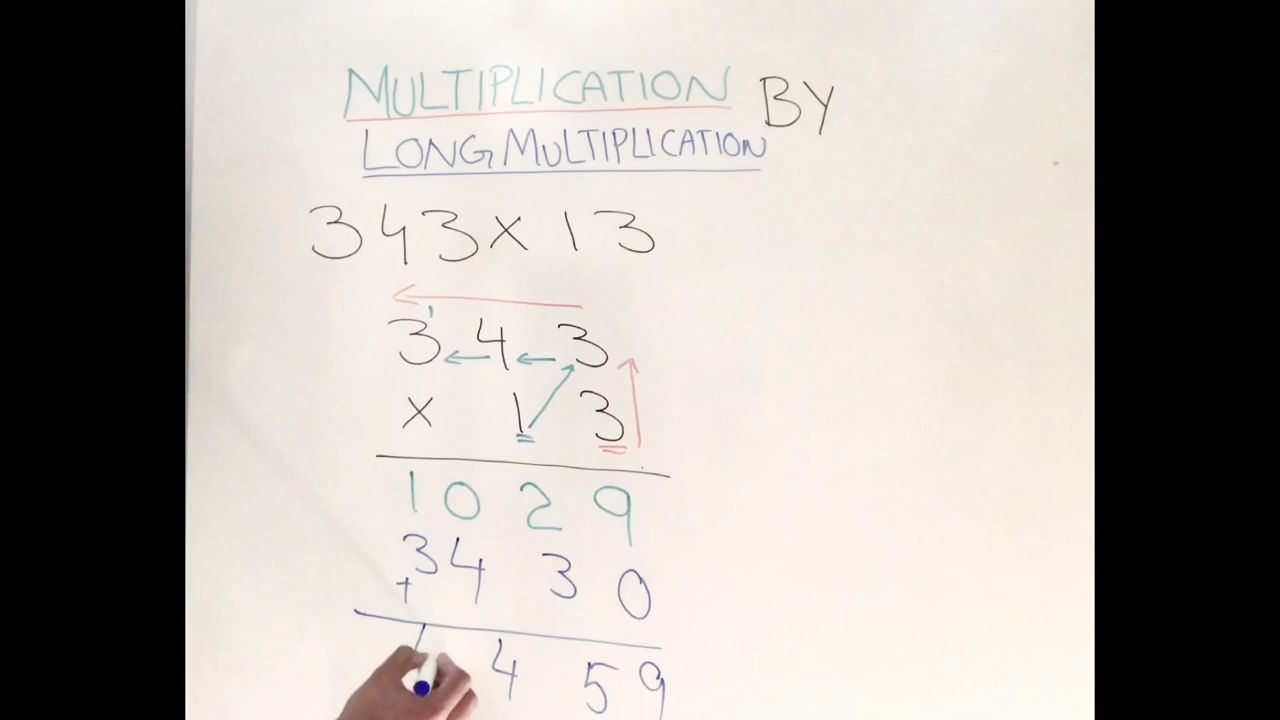 MULTIPLICATION BY
LONG MULTIPLICATION
343 x 13
1
3 4 3
x 1 3
1 0 2 9
3 4 3 0
+
4 5 9